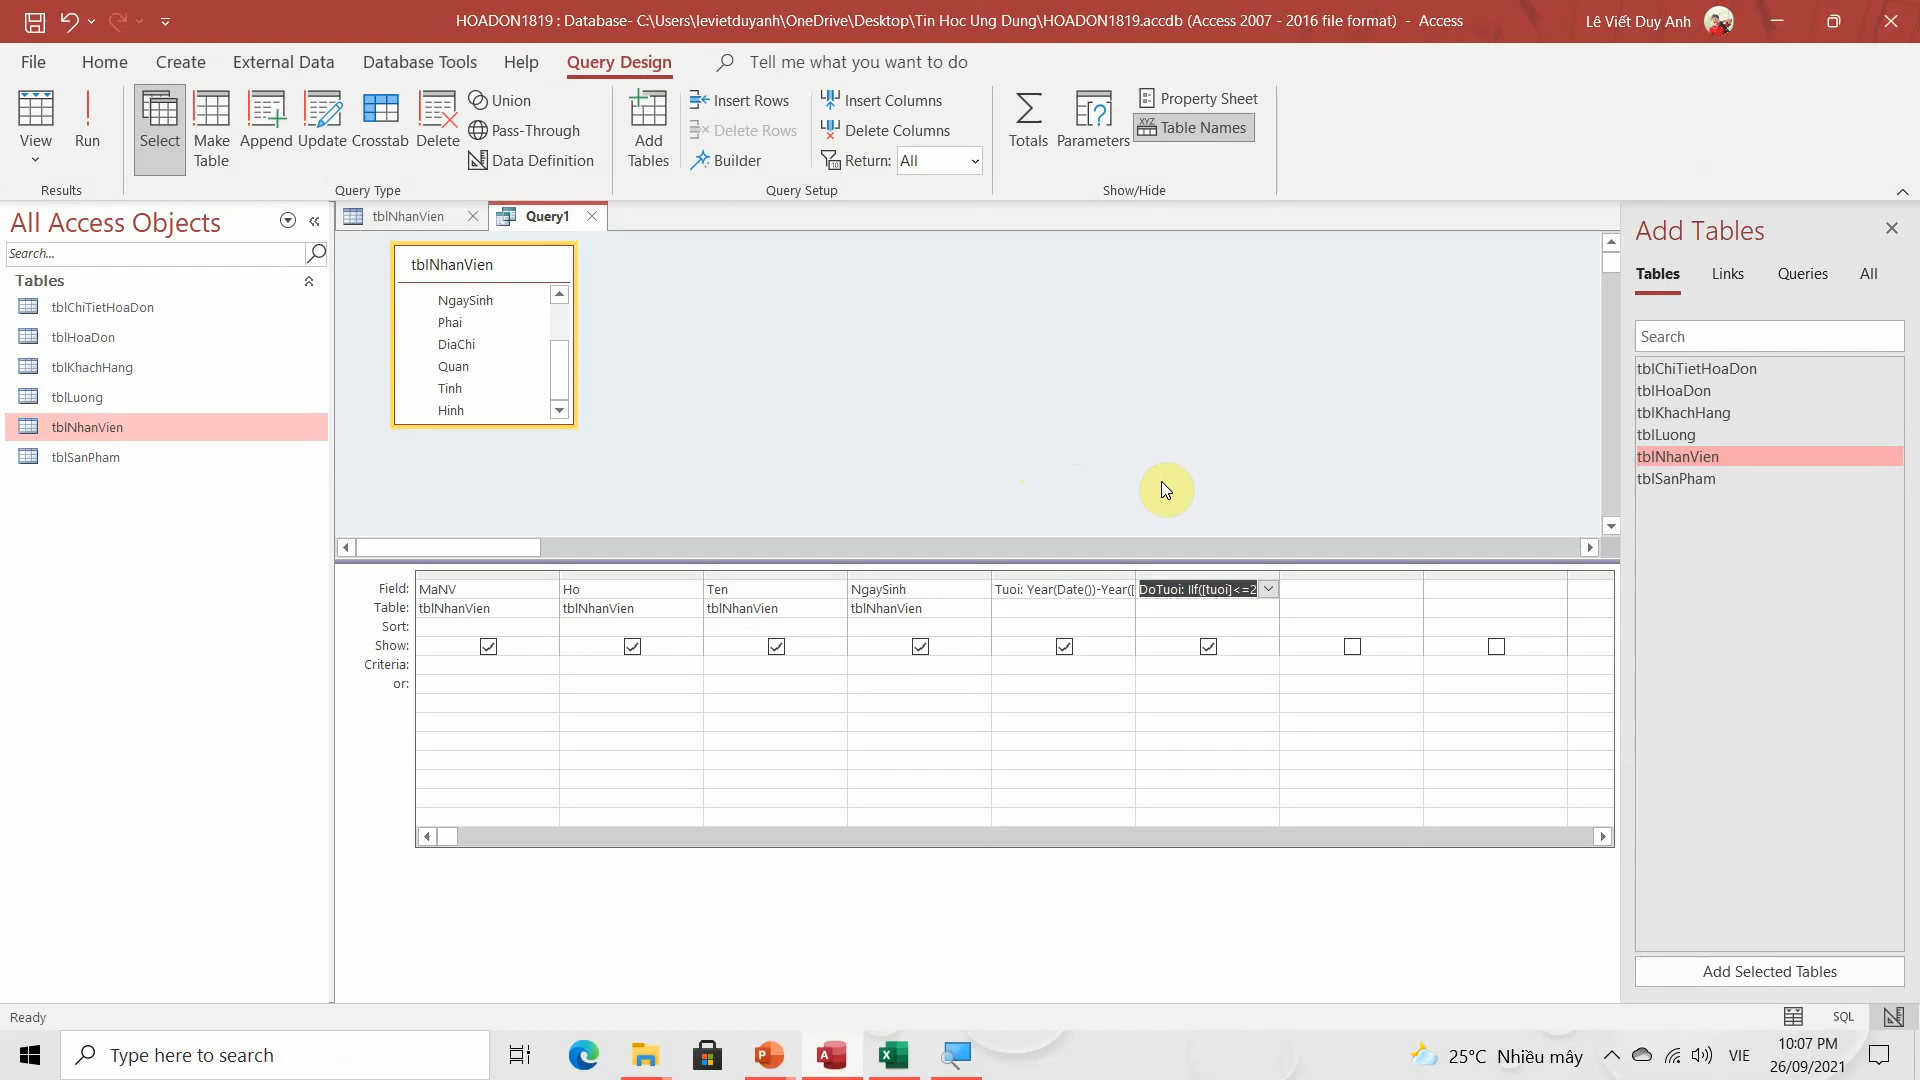 HOADON1819 : Database- C:\Users\levietduyanh\OneDrive\Desktop\Tin Hoc Ung Dung\HOADON1819.accdb (Access 2007 - 2016 file format)  -  Access
Lê Viết Duy Anh
File Home Create External Data Database Tools Help Query Design Tell me what you want to do
View Run Select Make Table Append Update Crosstab Delete
Union
Pass-Through
Data Definition
Add Tables
Insert Rows
Delete Rows
Builder
Insert Columns
Delete Columns
Return: All
Totals Parameters
Property Sheet
XYZ Table Names
Results Query Type Query Setup Show/Hide
All Access Objects
Search...
Tables
tblChiTietHoaDon
tblHoaDon
tblKhachHang
tblLuong
tblNhanVien
tblSanPham
tblNhanVien Query1
tblNhanVien
NgaySinh
Phai
DiaChi
Quan
Tinh
Hinh
Field: MaNV Ho Ten NgaySinh Tuoi: Year(Date())-Year([ DoTuoi: IIf([tuoi]<=2
Table: tblNhanVien tblNhanVien tblNhanVien tblNhanVien
Sort:
Show:
Criteria:
or:
Add Tables
Tables Links Queries All
Search
tblChiTietHoaDon
tblHoaDon
tblKhachHang
tblLuong
tblNhanVien
tblSanPham
Add Selected Tables
Ready
SQL
Type here to search
25°C Nhiều mây
VIE
10:07 PM
26/09/2021